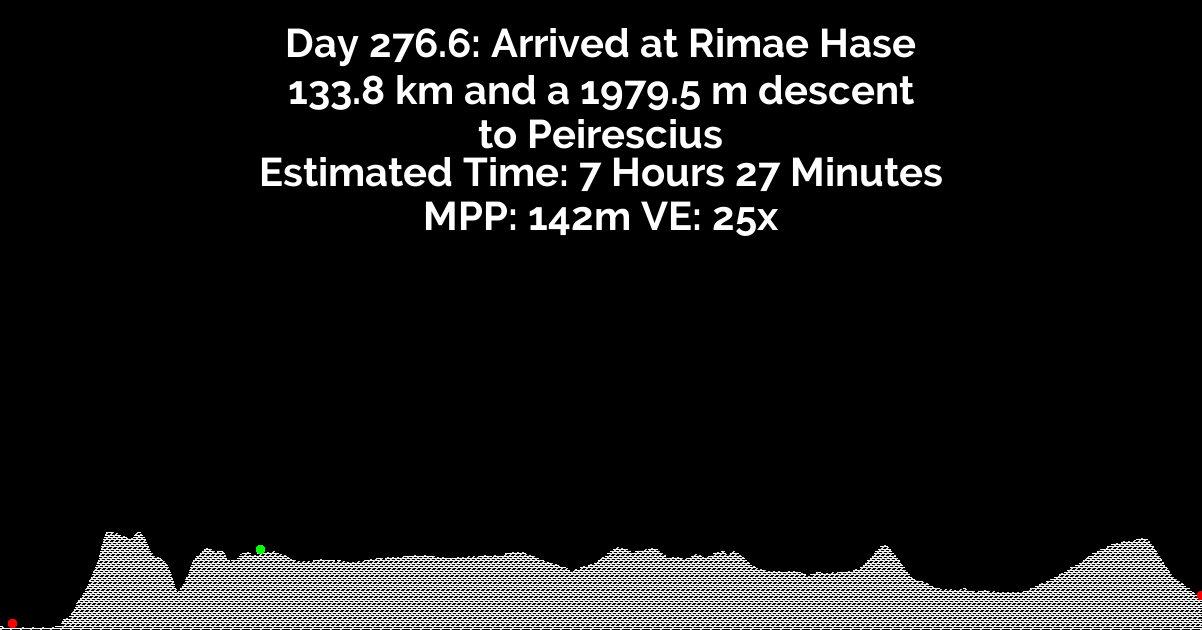 Day 276.6: Arrived at Rimae Hase
133.8 km and a 1979.5 m descent
to Peirescius
Estimated Time: 7 Hours 27 Minutes
MPP: 142m VE: 25x